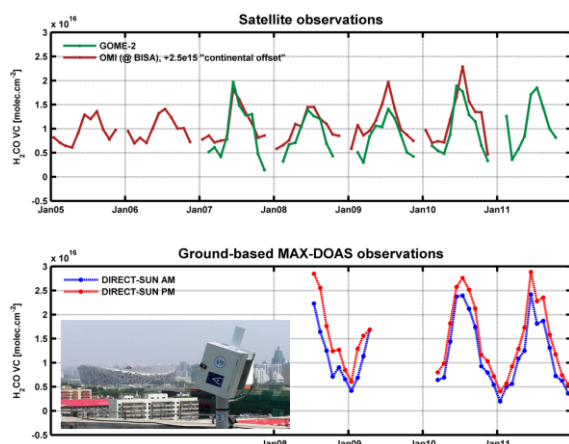 Satellite observations
x 10^16
GOME-2
OMI (@ BISA), +2.5e15 "continental offset"
H2CO VC [molec.cm-2]
3
2.5
2
1.5
1
0.5
0
-0.5
Jan05 Jan06 Jan07 Jan08 Jan09 Jan10 Jan11
Ground-based MAX-DOAS observations
x 10^16
DIRECT-SUN AM
DIRECT-SUN PM
H2CO VC [molec.cm-2]
3
2.5
2
1.5
1
0.5
0
-0.5
Jan08 Jan09 Jan10 Jan11